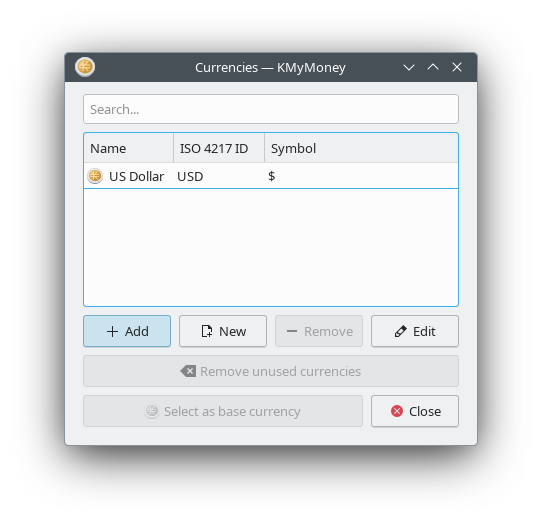 Currencies — KMyMoney
Search...
Name ISO 4217 ID Symbol
US Dollar USD $
Add New Remove Edit
Remove unused currencies
Select as base currency Close